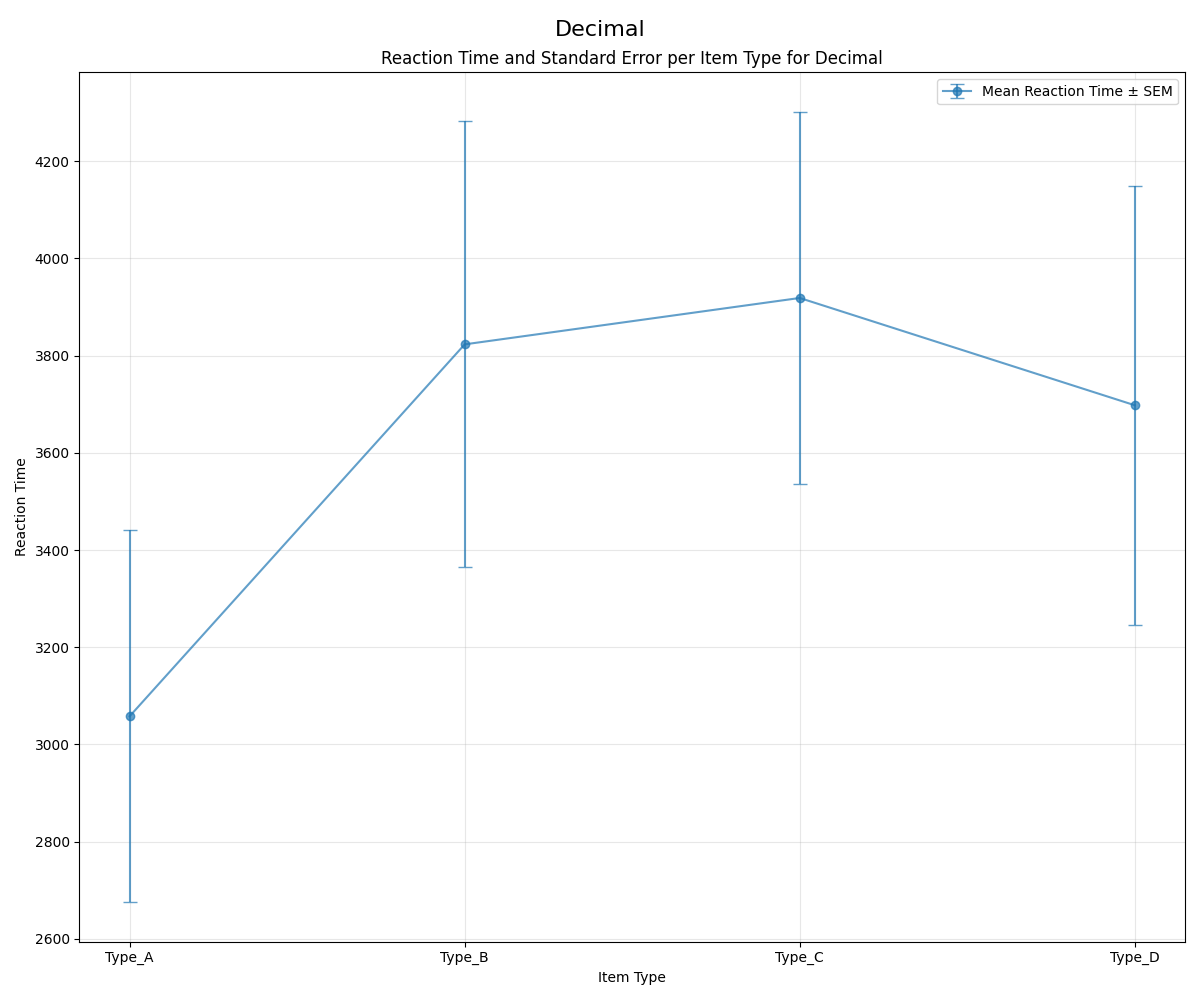 Decimal
Reaction Time and Standard Error per Item Type for Decimal
Mean Reaction Time ± SEM
4200
4000
3800
3600
3400
3200
3000
2800
2600
Reaction Time
Type_A Type_B Type_C Type_D
Item Type